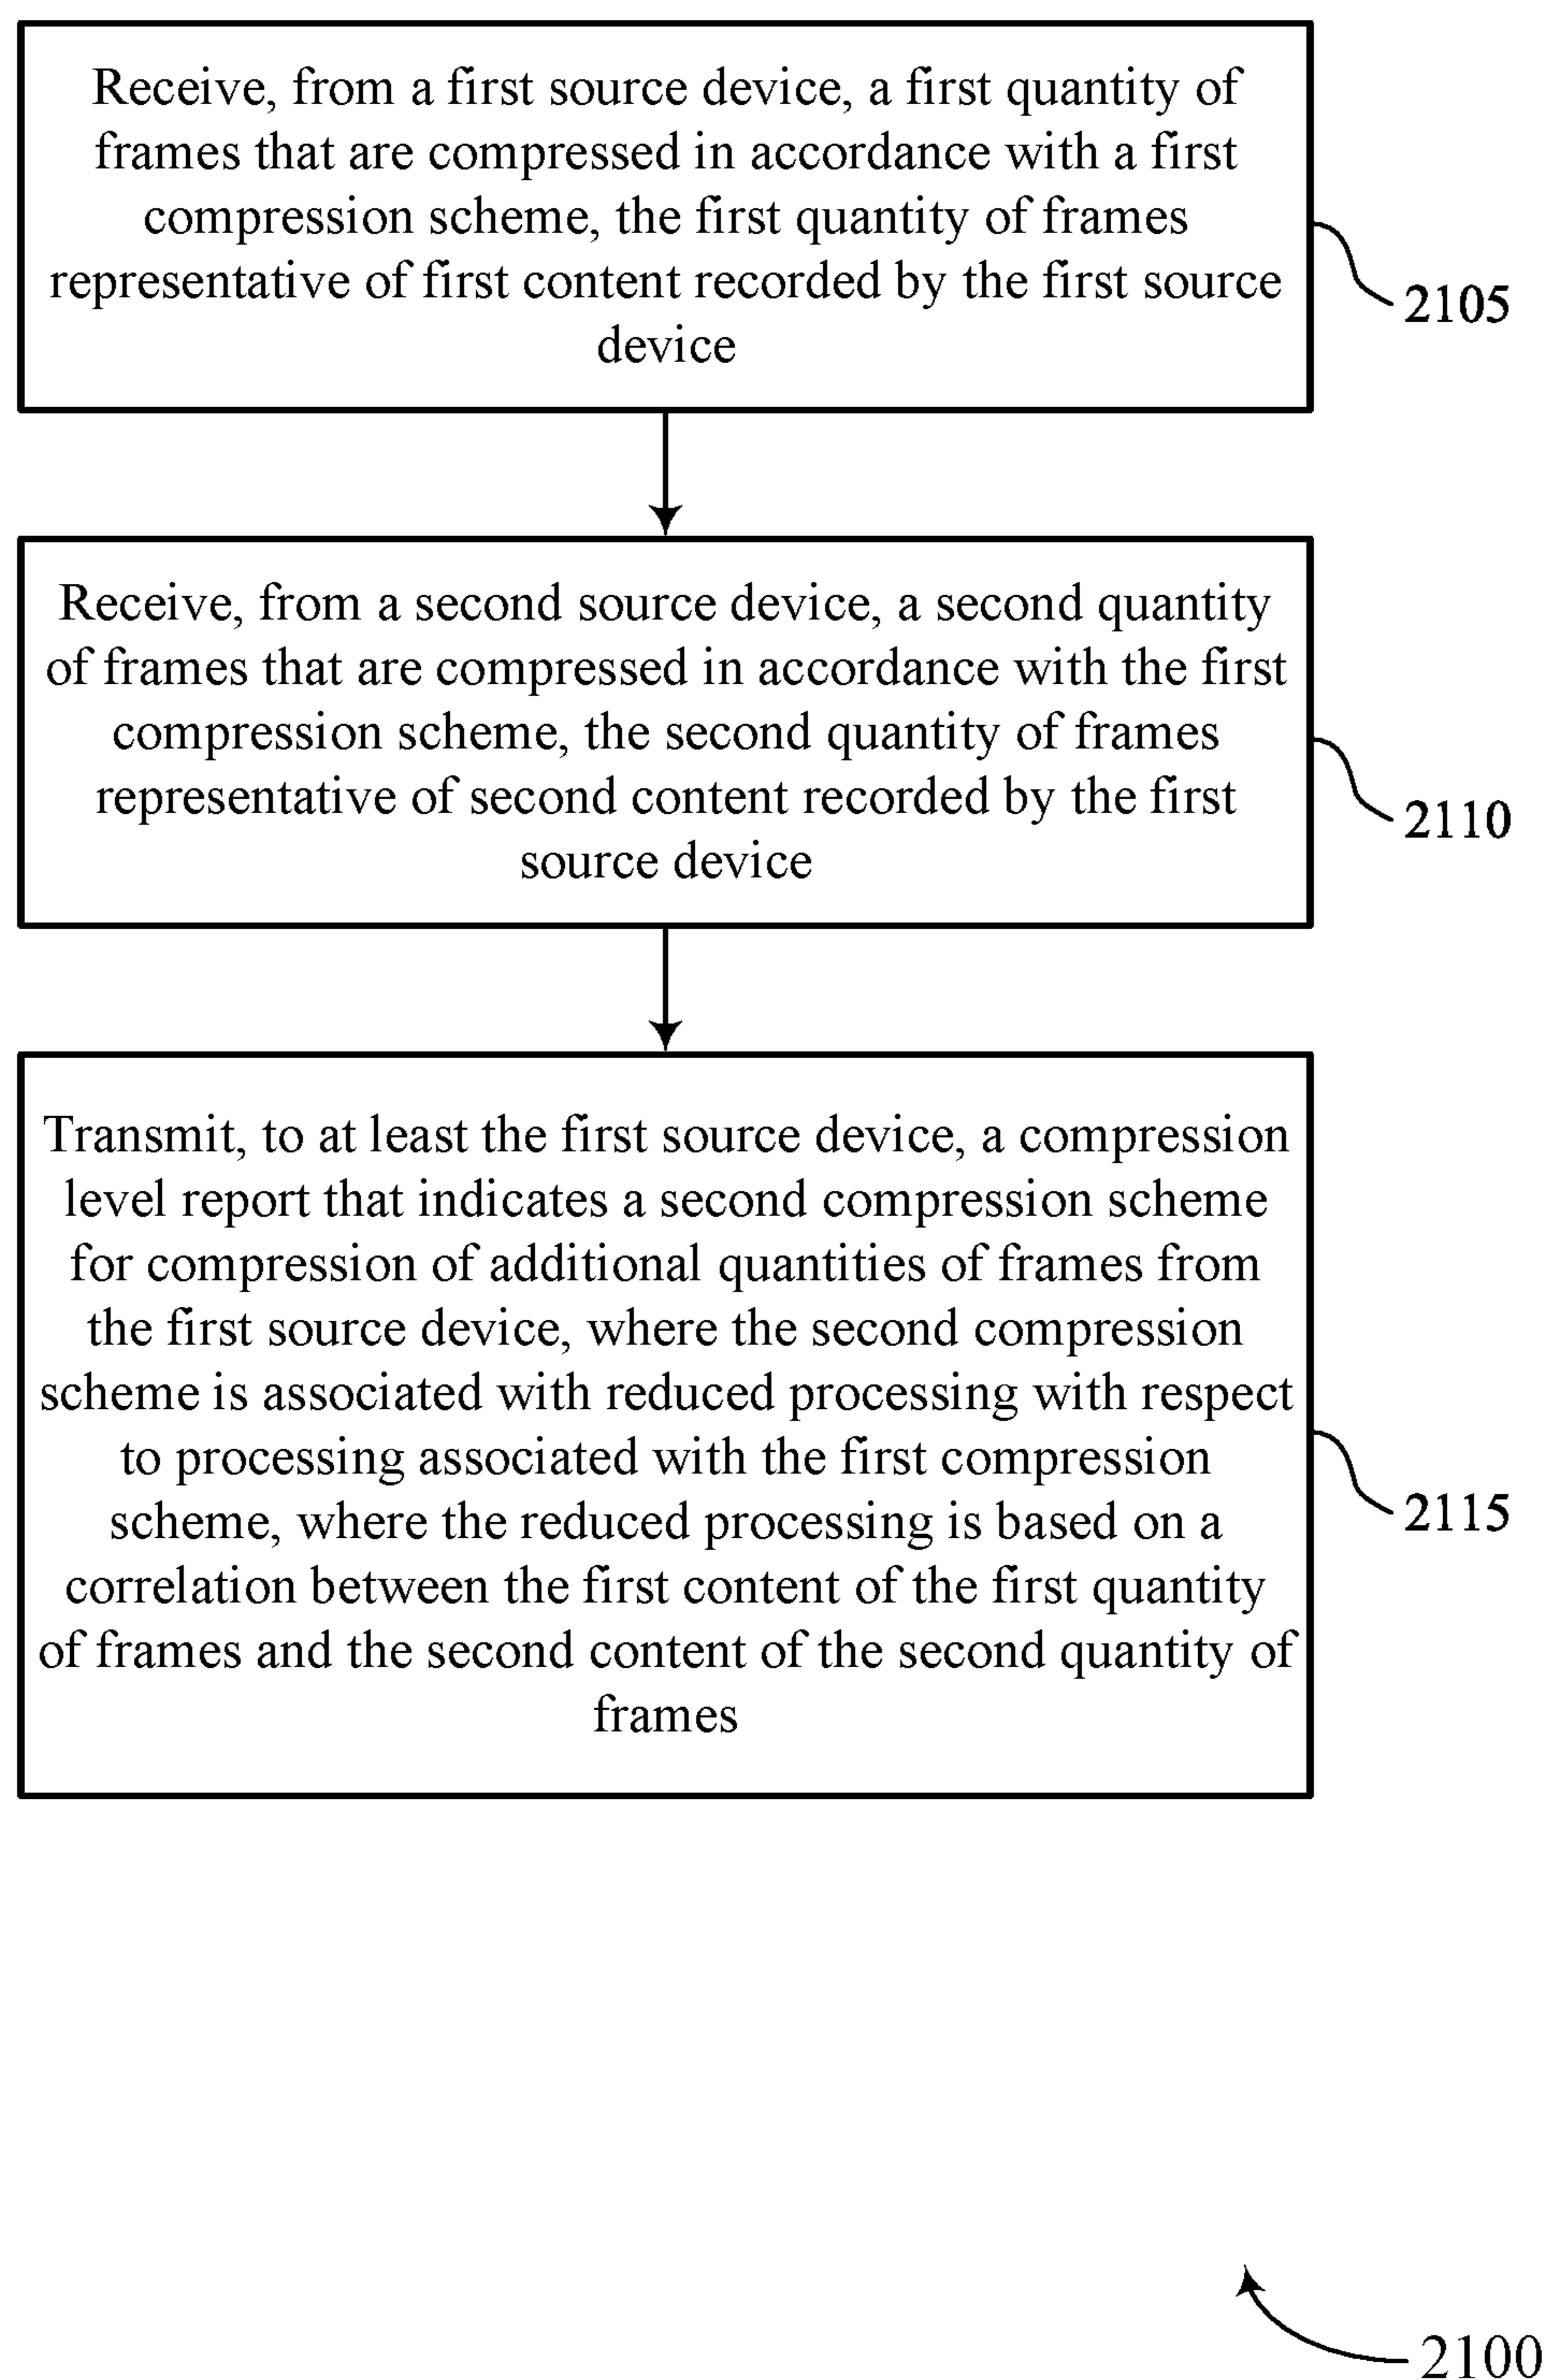 Receive, from a first source device, a first quantity of
frames that are compressed in accordance with a first
compression scheme, the first quantity of frames
representative of first content recorded by the first source
device
2105
Receive, from a second source device, a second quantity
of frames that are compressed in accordance with the first
compression scheme, the second quantity of frames
representative of second content recorded by the first
source device
2110
Transmit, to at least the first source device, a compression
level report that indicates a second compression scheme
for compression of additional quantities of frames from
the first source device, where the second compression
scheme is associated with reduced processing with respect
to processing associated with the first compression
scheme, where the reduced processing is based on a
correlation between the first content of the first quantity
of frames and the second content of the second quantity of
frames
2115
2100